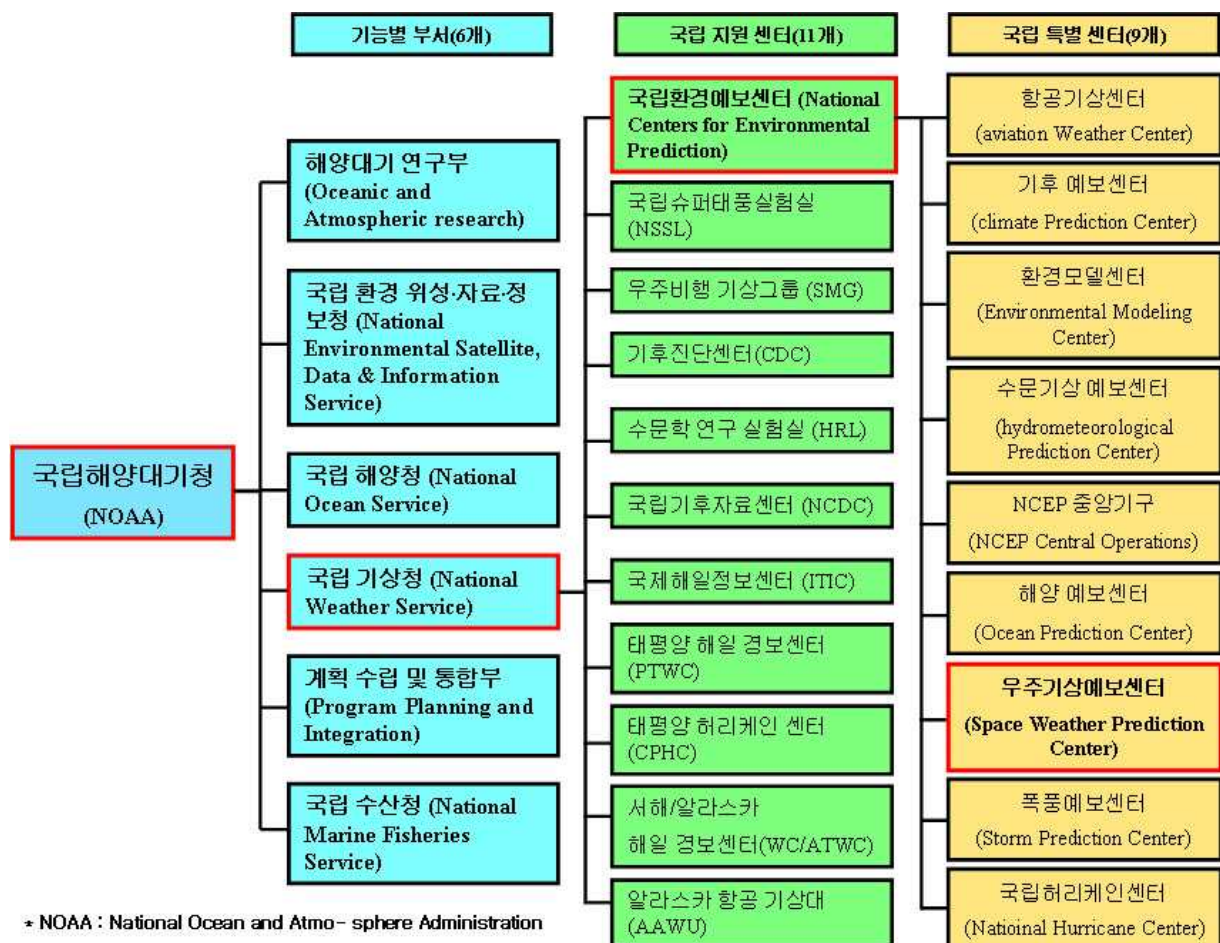 기능별 부서(6개)
국립 지원 센터(11개)
국립 특별 센터(9개)
국립해양대기청
(NOAA)
해양대기 연구부
(Oceanic and
Atmospheric research)
국립 환경 위성·자료·정
보청 (National
Environmental Satellite,
Data & Information
Service)
국립 해양청 (National
Ocean Service)
국립 기상청 (National
Weather Service)
계획 수립 및 통합부
(Program Planning and
Integration)
국립 수산청 (National
Marine Fisheries
Service)
국립환경예보센터 (National
Centers for Environmental
Prediction)
국립슈퍼태풍실험실
(NSSL)
우주비행 기상그룹 (SMG)
기후진단센터(CDC)
수문학 연구 실험실 (HRL)
국립기후자료센터 (NCDC)
국제해일정보센터 (ITIC)
태평양 해일 경보센터
(PTWC)
태평양 허리케인 센터
(CPHC)
서해/알라스카
해일 경보센터(WC/ATWC)
알라스카 항공 기상대
(AAWU)
항공기상센터
(aviation Weather Center)
기후 예보센터
(climate Prediction Center)
환경모델센터
(Environmental Modeling
Center)
수문기상 예보센터
(hydrometeorological
Prediction Center)
NCEP 중앙기구
(NCEP Central Operations)
해양 예보센터
(Ocean Prediction Center)
우주기상예보센터
(Space Weather Prediction
Center)
폭풍예보센터
(Storm Prediction Center)
국립허리케인센터
(Natioinal Hurricane Center)
* NOAA : National Ocean and Atmo- sphere Administration